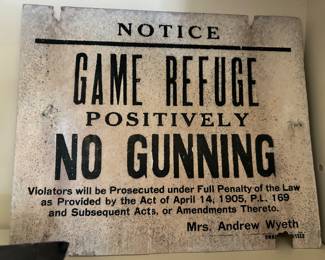 NOTICE
GAME REFUGE
POSITIVELY
NO GUNNING
Violators will be Prosecuted under Full Penalty of the Law
as Provided by the Act of April 14, 1905, P.L. 169
and Subsequent Acts, or Amendments Thereto.
Mrs. Andrew Wyeth